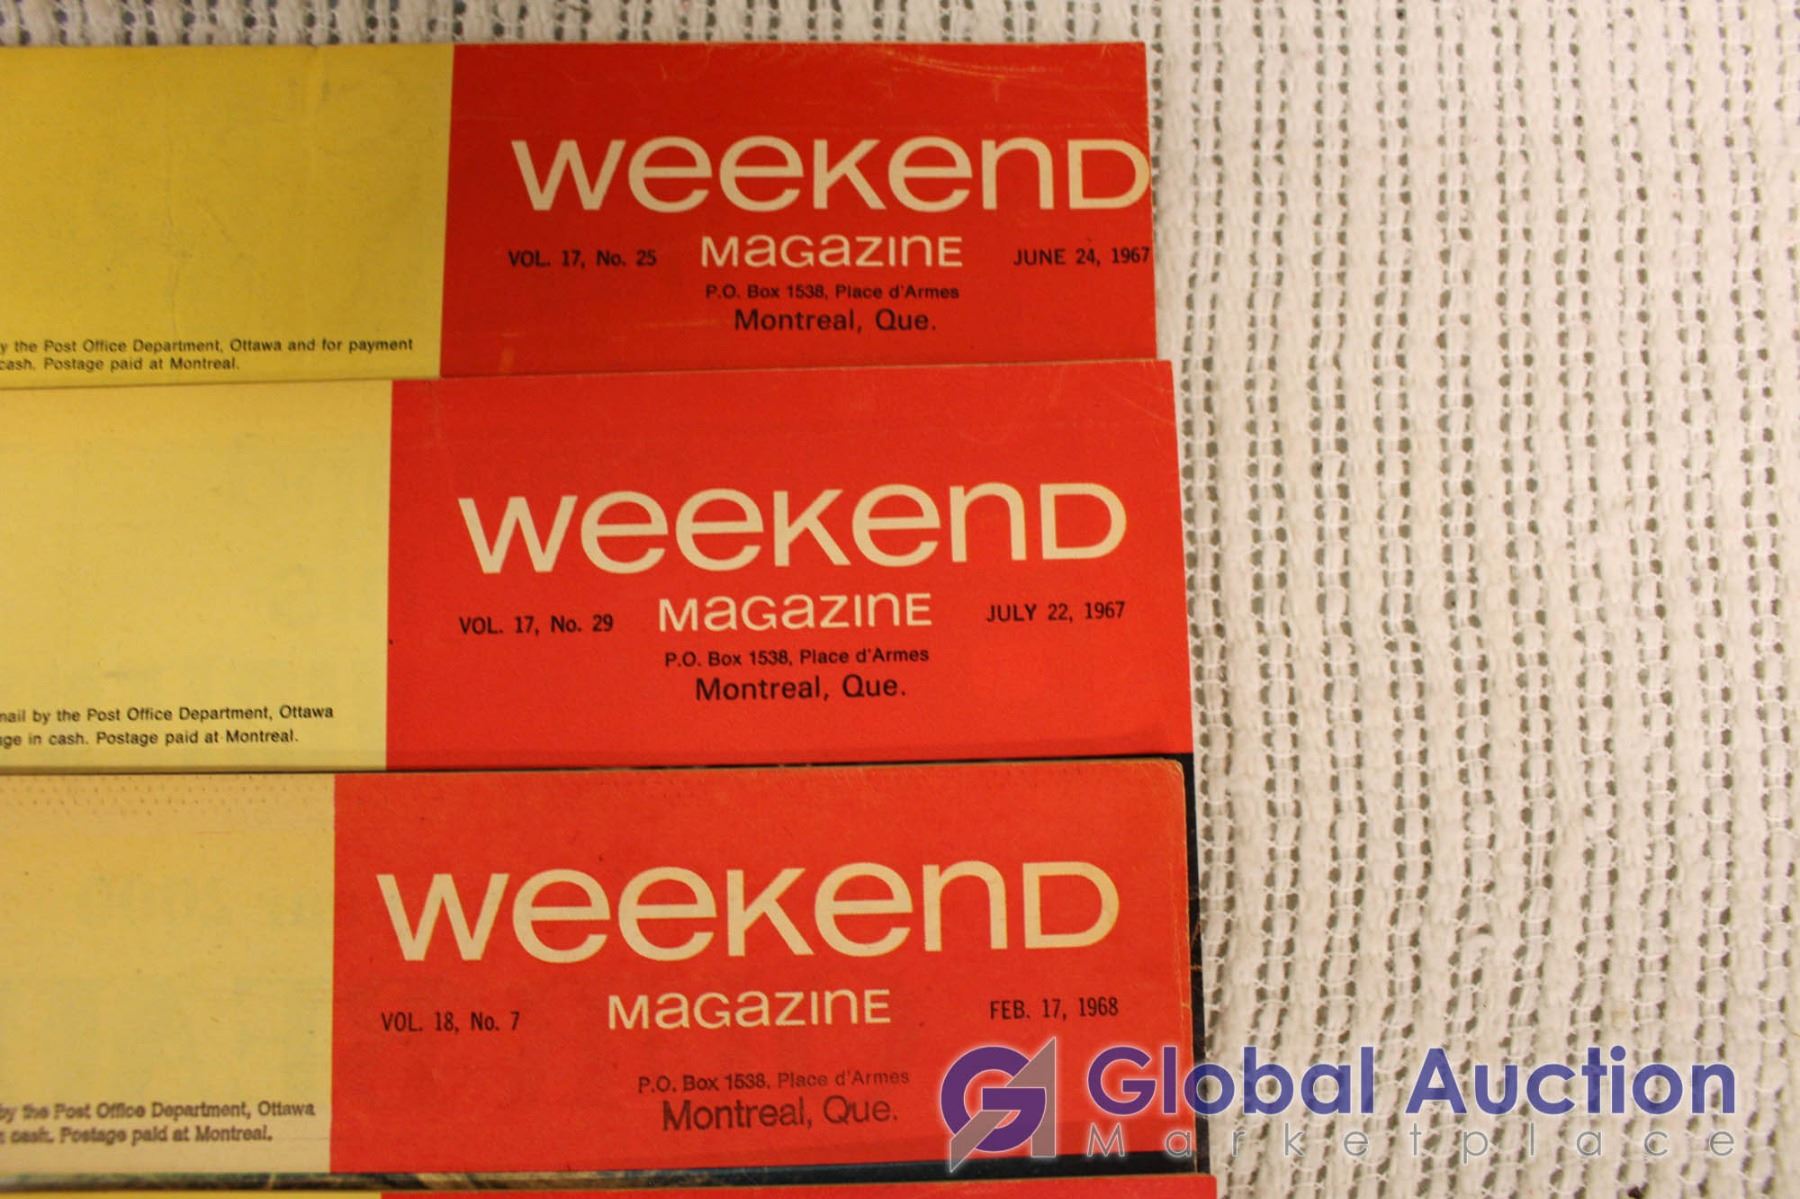 WEEKEND
VOL. 17, No. 25 MAGAZINE JUNE 24, 1967
P.O. Box 1538, Place d'Armes
Montreal, Que.
by the Post Office Department, Ottawa and for payment
cash. Postage paid at Montreal.
WEEKEND
VOL. 17, No. 29 MAGAZINE JULY 22, 1967
P.O. Box 1538, Place d'Armes
Montreal, Que.
mail by the Post Office Department, Ottawa
in cash. Postage paid at Montreal.
WEEKEND
VOL. 18, No. 7 MAGAZINE FEB. 17, 1968
P.O. Box 1538, Place d'Armes
Montreal, Que.
by the Post Office Department, Ottawa
cash. Postage paid at Montreal.
Global Auction
Marketplace